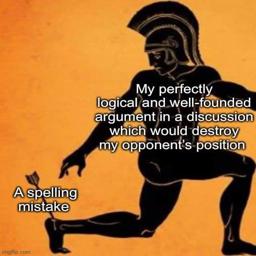 My perfectly
logical and well-founded
argument in a discussion
which would destroy
my opponent's position
A spelling
mistake
imgflip.com